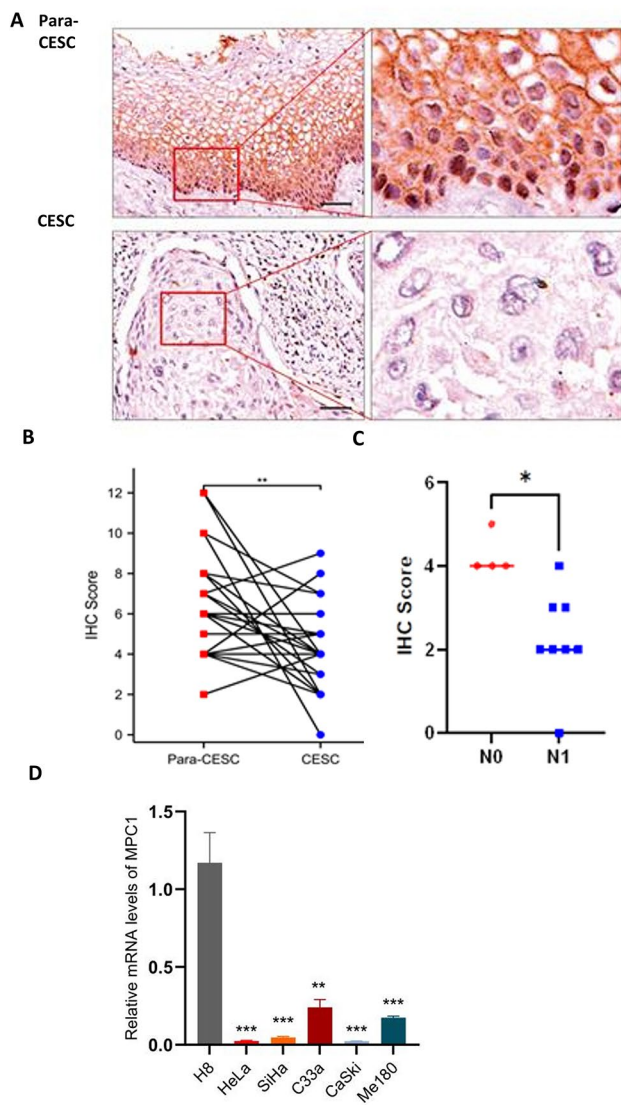 A
Para-
CESC
CESC
B
C
**
12
10
8
6
4
2
0
IHC Score
Para-CESC
CESC
*
6
4
2
0
IHC Score
N0
N1
D
1.5
1.0
0.5
0.0
Relative mRNA levels of MPC1
***
***
**
***
***
H8
HeLa
SiHa
C33a
CaSki
Me180